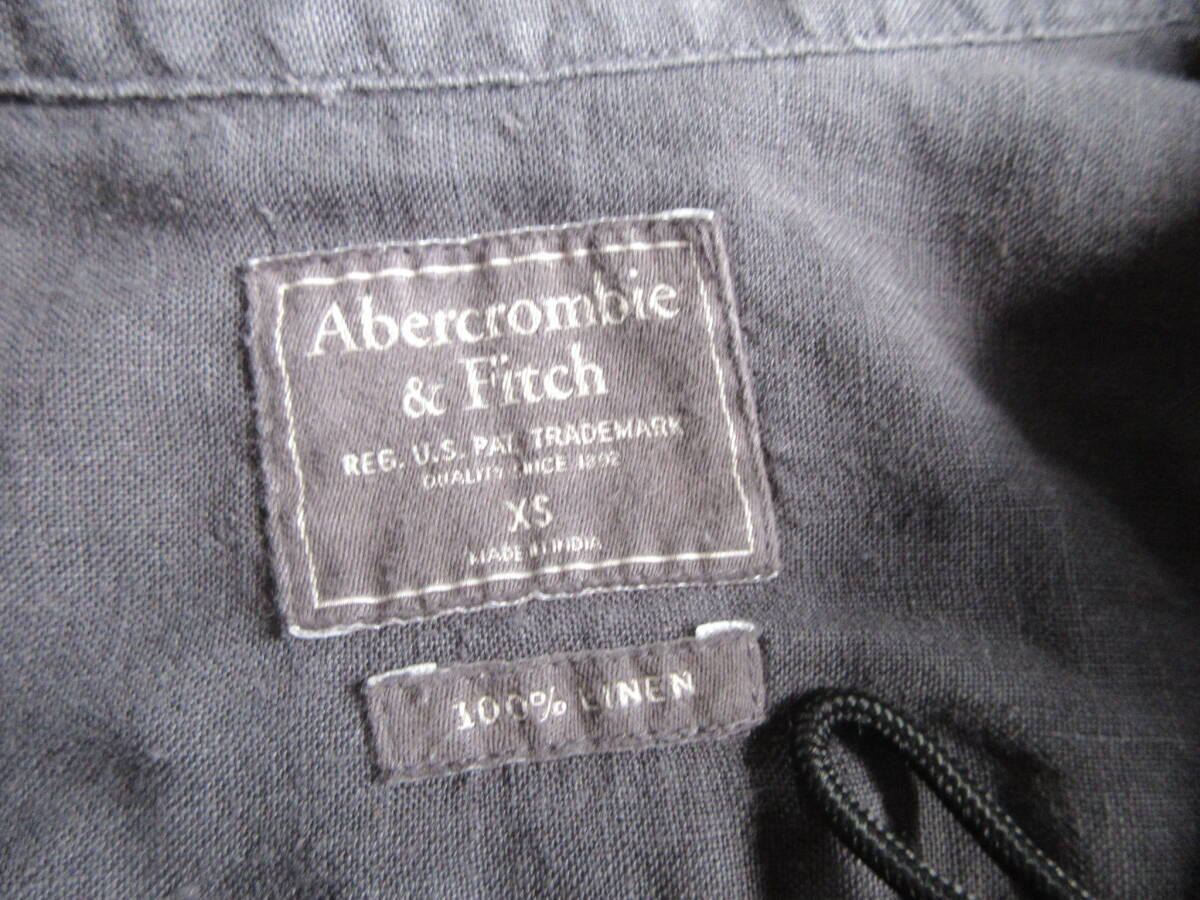 Abercrombie
& Fitch
REG. U.S. PAT. TRADEMARK
QUALITY SINCE 1892
XS
MADE IN INDIA
100% LINEN